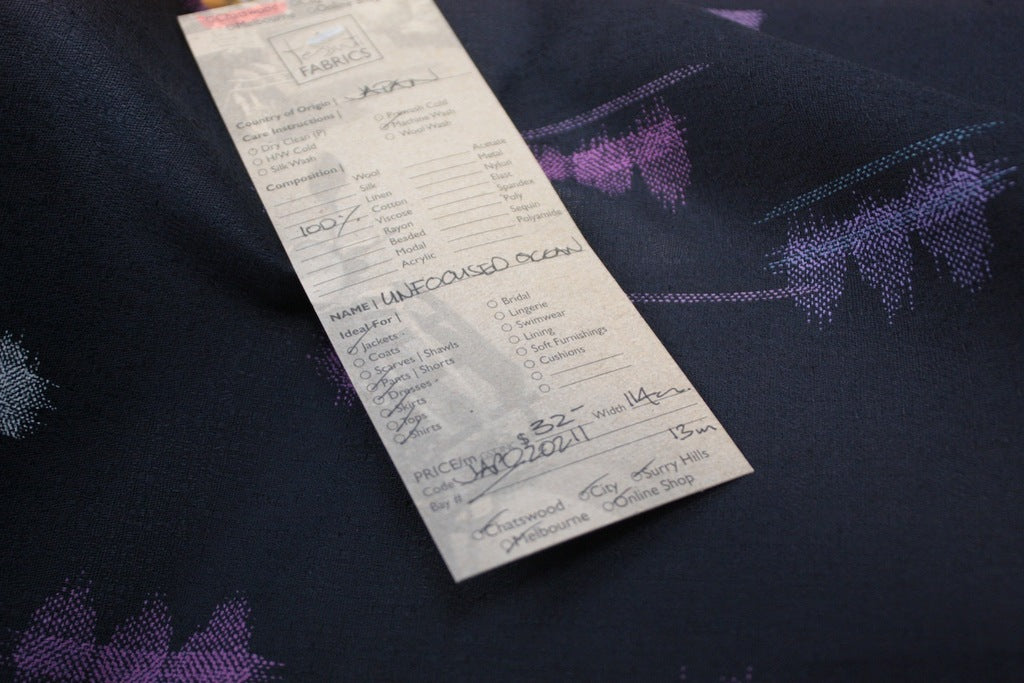 FABRICS
Country of Origin | JAPAN
Care Instructions |
Dry Clean (P)
H/W Cold
Silk Wash
Prewash Cold
Machine Wash
Wool Wash
Composition |
Wool
Silk
Linen
100% Cotton
Viscose
Rayon
Beaded
Modal
Acrylic
Acetate
Metal
Nylon
Elast
Spandex
Poly
Sequin
Polyamide
NAME | UNFOCUSED OCEAN
Ideal For |
Jackets
Coats
Scarves | Shawls
Pants | Shorts
Dresses
Skirts
Tops
Shirts
Bridal
Lingerie
Swimwear
Lining
Soft Furnishings
Cushions
PRICE/m $ 32- Width 114cm
Code JAP020211
Bay # 13m
Chatswood City Surry Hills
Melbourne Online Shop